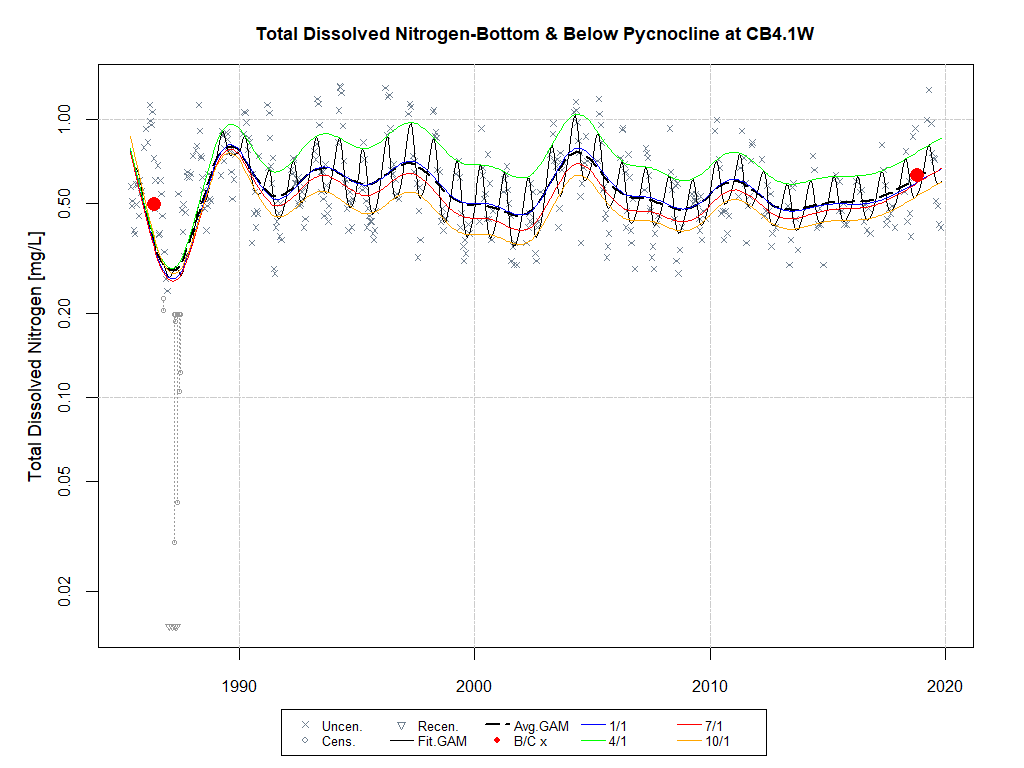 Total Dissolved Nitrogen-Bottom & Below Pycnocline at CB4.1W
Total Dissolved Nitrogen [mg/L]
1.00
0.50
0.20
0.10
0.05
0.02
1990 2000 2010 2020
Uncen. Recen. Avg.GAM 1/1 7/1
Cens. Fit.GAM B/C x 4/1 10/1